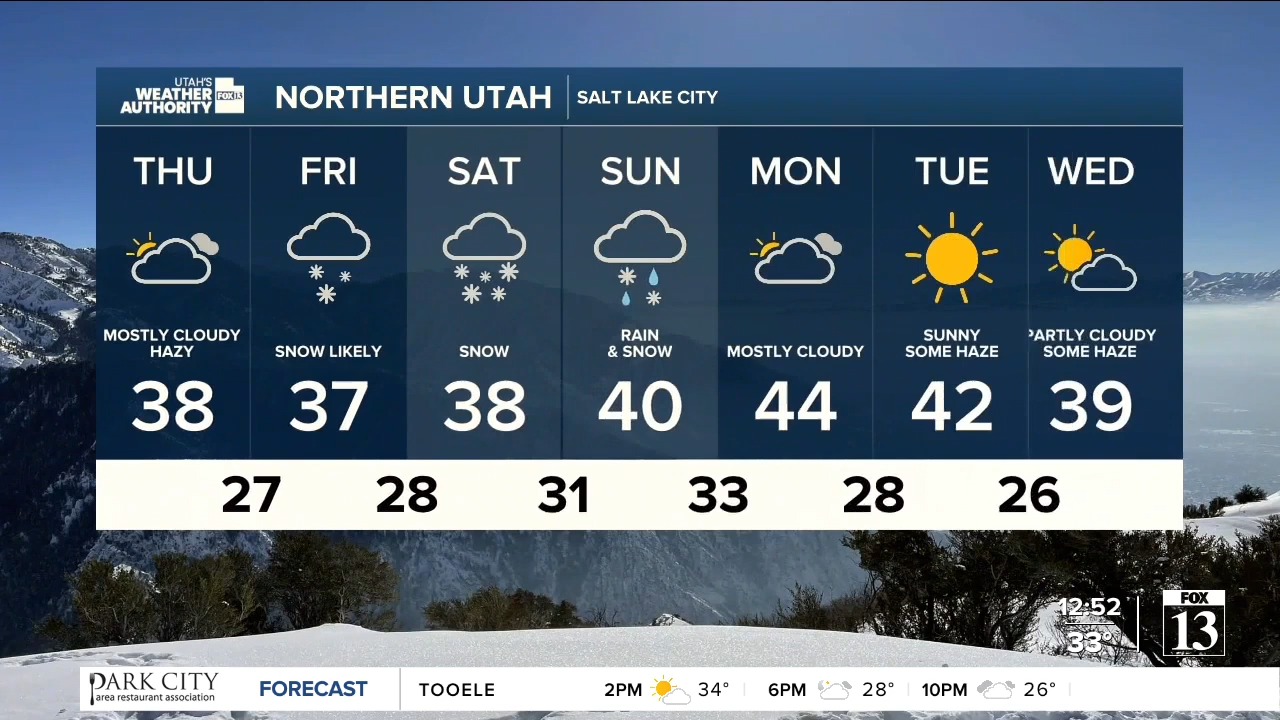 UTAH'S
WEATHER
AUTHORITY
FOX 13
NORTHERN UTAH
SALT LAKE CITY
THU
FRI
SAT
SUN
MON
TUE
WED
MOSTLY CLOUDY
HAZY
SNOW LIKELY
SNOW
RAIN
& SNOW
MOSTLY CLOUDY
SUNNY
SOME HAZE
PARTLY CLOUDY
SOME HAZE
38
37
38
40
44
42
39
27
28
31
33
28
26
12:52
33°
FOX
13
PARK CITY
area restaurant association
FORECAST
TOOELE
2PM
34°
6PM
28°
10PM
26°